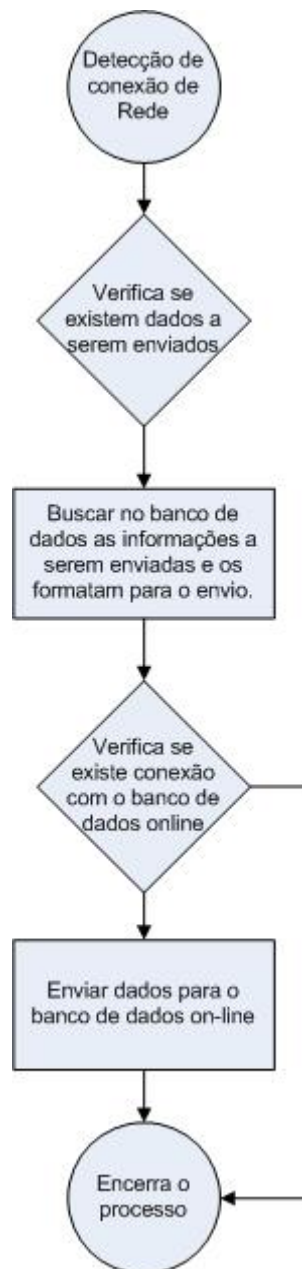 Detecção de
conexão de
Rede
Verifica se
existem dados a
serem enviados
Buscar no banco de
dados as informações a
serem enviadas e os
formatam para o envio.
Verifica se
existe conexão
com o banco de
dados online
Enviar dados para o
banco de dados on-line
Encerra o
processo